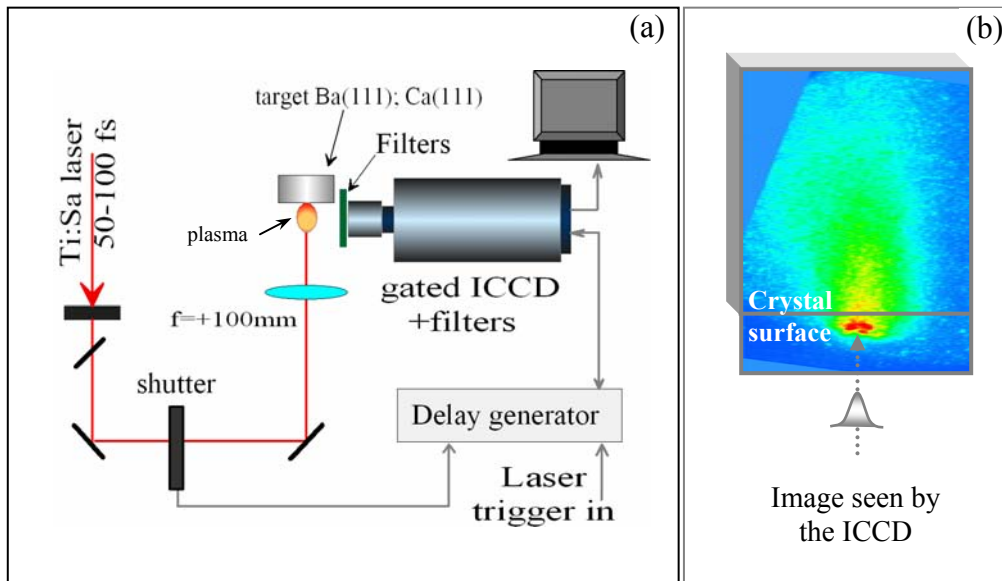 (a)
target Ba(111); Ca(111)
Ti:Sa laser
50-100 fs
Filters
plasma
f=+100mm
gated ICCD
+filters
shutter
Delay generator
Laser
trigger in
(b)
Crystal
surface
Image seen by
the ICCD